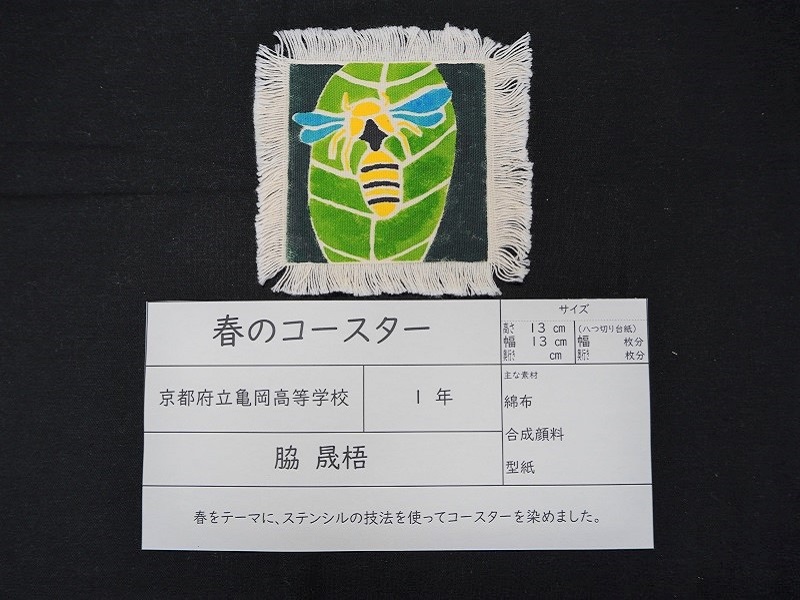 春のコースター
サイズ
高さ 13 cm
幅 13 cm
奥行き cm
(八つ切り台紙)
幅 枚分
奥行き 枚分
京都府立亀岡高等学校
1 年
主な素材
綿布
合成顔料
型紙
脇 晟梧
春をテーマに、ステンシルの技法を使ってコースターを染めました。